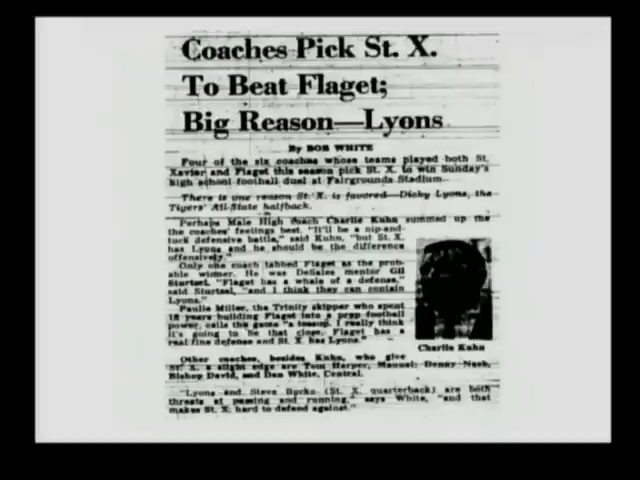 Coaches Pick St. X.
To Beat Flaget;
Big Reason—Lyons
By BOB WHITE
Four of the six coaches whose teams played both St.
Xavier and Flaget this season pick St. X. to win Sunday's
high school football duel at Fairgrounds Stadium.
There is one reason St. X. is favored—Dicky Lyons, the
Tigers' All-State halfback.
Perhaps Male High coach Charlie Kuhn summed up the
the coaches' feelings best. "It'll be a nip-and-
tuck defensive battle," said Kuhn, "but St. X.
has Lyons and he should be the difference
offensively."
Only one coach tabbed Flaget as the prob-
able winner. He was DeSales mentor Gil
Sturtzel. "Flaget has a whale of a defense,"
said Sturtzel, "and I think they can contain
Lyons."
Paulie Miller, the Trinity skipper who spent
18 years building Flaget into a prep football
power, calls the game "a tossup. I really think
it's going to be that close. Flaget has a
real fine defense and St. X. has Lyons."
Charlie Kuhn
Other coaches, besides Kuhn, who give
St. X. a slight edge are Tom Harper, Manual; Denny Nash,
Bishop David, and Dan White, Central.
"Lyons and Steve (St. X. quarterback) are both
threats at passing and running," says White, "and that
makes St. X. hard to defend against."